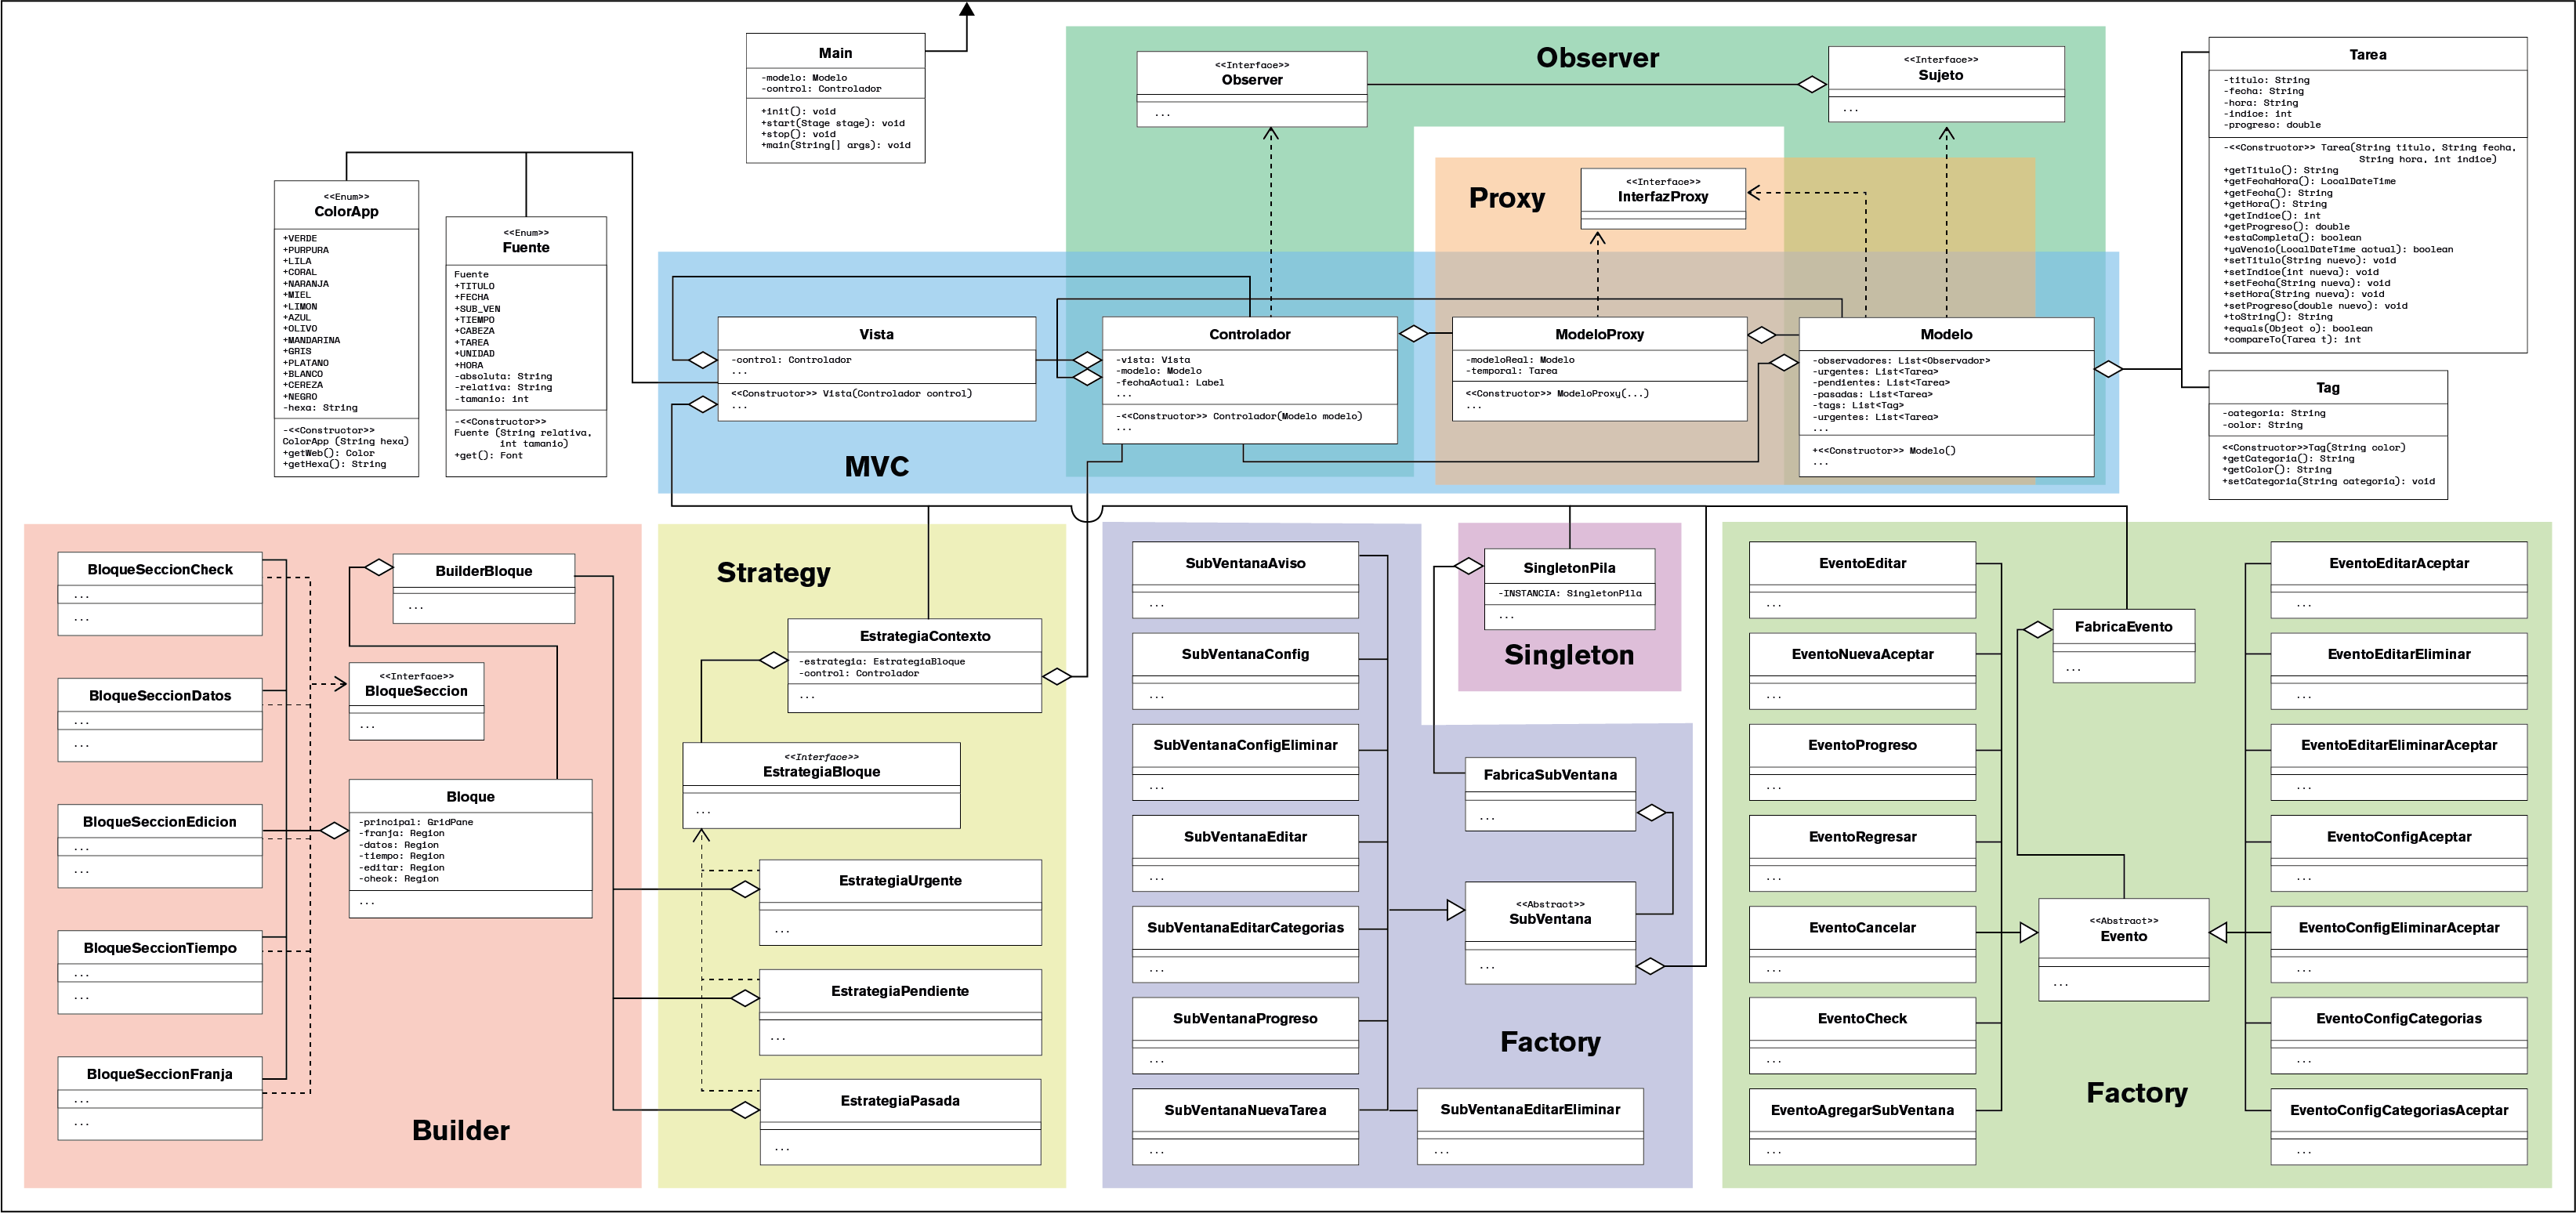 Main
-modelo: Modelo
-control: Controlador
+init(): void
+start(Stage stage): void
+stop(): void
+main(String[] args): void
Observer
<<Interface>>
Observer
...
<<Interface>>
Sujeto
...
Proxy
<<Interface>>
InterfazProxy
Tarea
-titulo: String
-fecha: String
-hora: String
-indice: int
-progreso: double
-<<Constructor>> Tarea(String titulo, String fecha,
String hora, int indice)
+getTitulo(): String
+getFechaHora(): LocalDateTime
+getFecha(): String
+getHora(): String
+getIndice(): int
+getProgreso(): double
+estaCompleta(): boolean
+yaVencio(LocalDateTime actual): boolean
+setTitulo(String nuevo): void
+setIndice(int nueva): void
+setFecha(String nueva): void
+setHora(String nueva): void
+setProgreso(double nuevo): void
+toString(): String
+equals(Object o): boolean
+compareTo(Tarea t): int
Tag
-categoria: String
-color: String
<<Constructor>>Tag(String color)
+getCategoria(): String
+getColor(): String
+setCategoria(String categoria): void
<<Enum>>
ColorApp
+VERDE
+PURPURA
+LILA
+CORAL
+NARANJA
+MIEL
+LIMON
+AZUL
+OLIVO
+MANDARINA
+GRIS
+PLATANO
+BLANCO
+CEREZA
+NEGRO
-hexa: String
-<<Constructor>>
ColorApp (String hexa)
+getWeb(): Color
+getHexa(): String
<<Enum>>
Fuente
Fuente
+TITULO
+FECHA
+SUB_VEN
+TIEMPO
+CABEZA
+TAREA
+UNIDAD
+HORA
-absoluta: String
-relativa: String
-tamanio: int
-<<Constructor>>
Fuente (String relativa,
int tamanio)
+get(): Font
Vista
-control: Controlador
...
<<Constructor>> Vista(Controlador control)
...
MVC
Controlador
-vista: Vista
-modelo: Modelo
-fechaActual: Label
...
-<<Constructor>> Controlador(Modelo modelo)
...
ModeloProxy
-modeloReal: Modelo
-temporal: Tarea
<<Constructor>> ModeloProxy(...)
...
Modelo
-observadores: List<Observador>
-urgentes: List<Tarea>
-pendientes: List<Tarea>
-pasadas: List<Tarea>
-tags: List<Tag>
-urgentes: List<Tarea>
...
+<<Constructor>> Modelo()
...
BloqueSeccionCheck
...
...
BloqueSeccionDatos
...
...
BloqueSeccionEdicion
...
...
BloqueSeccionTiempo
...
...
BloqueSeccionFranja
...
...
BuilderBloque
...
<<Interface>>
BloqueSeccion
...
Bloque
-principal: GridPane
-franja: Region
-datos: Region
-tiempo: Region
-editar: Region
-check: Region
...
Builder
Strategy
EstrategiaContexto
-estrategia: EstrategiaBloque
-control: Controlador
...
<<Interface>>
EstrategiaBloque
...
EstrategiaUrgente
...
EstrategiaPendiente
...
EstrategiaPasada
...
SubVentanaAviso
...
SubVentanaConfig
...
SubVentanaConfigEliminar
...
SubVentanaEditar
...
SubVentanaEditarCategorias
...
SubVentanaProgreso
...
SubVentanaNuevaTarea
...
SingletonPila
-INSTANCIA: SingletonPila
...
Singleton
FabricaSubVentana
...
<<Abstract>>
SubVentana
...
Factory
SubVentanaEditarEliminar
...
EventoEditar
...
EventoNuevaAceptar
...
EventoProgreso
...
EventoRegresar
...
EventoCancelar
...
EventoCheck
...
EventoAgregarSubVentana
...
FabricaEvento
...
<<Abstract>>
Evento
...
Factory
EventoEditarAceptar
...
EventoEditarEliminar
...
EventoEditarEliminarAceptar
...
EventoConfigAceptar
...
EventoConfigEliminarAceptar
...
EventoConfigCategorias
...
EventoConfigCategoriasAceptar
...